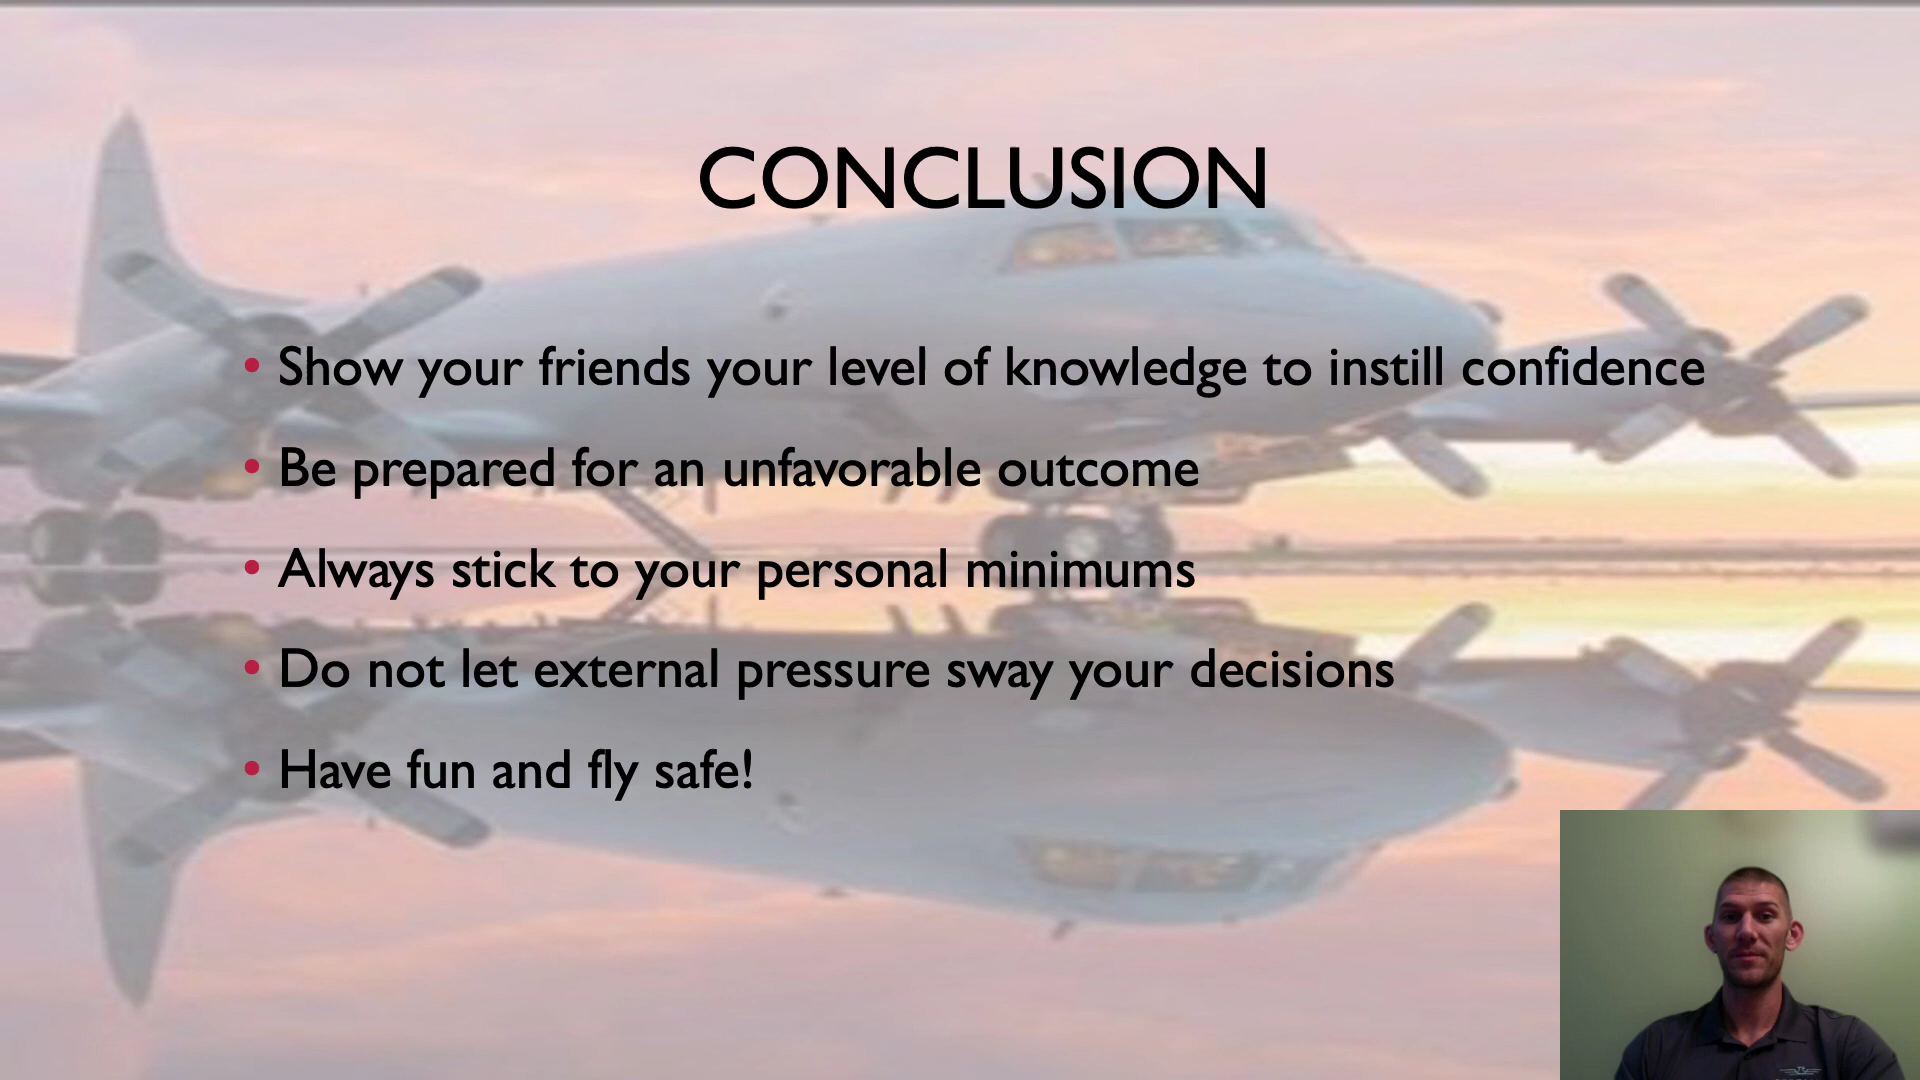 CONCLUSION
• Show your friends your level of knowledge to instill confidence
• Be prepared for an unfavorable outcome
• Always stick to your personal minimums
• Do not let external pressure sway your decisions
• Have fun and fly safe!